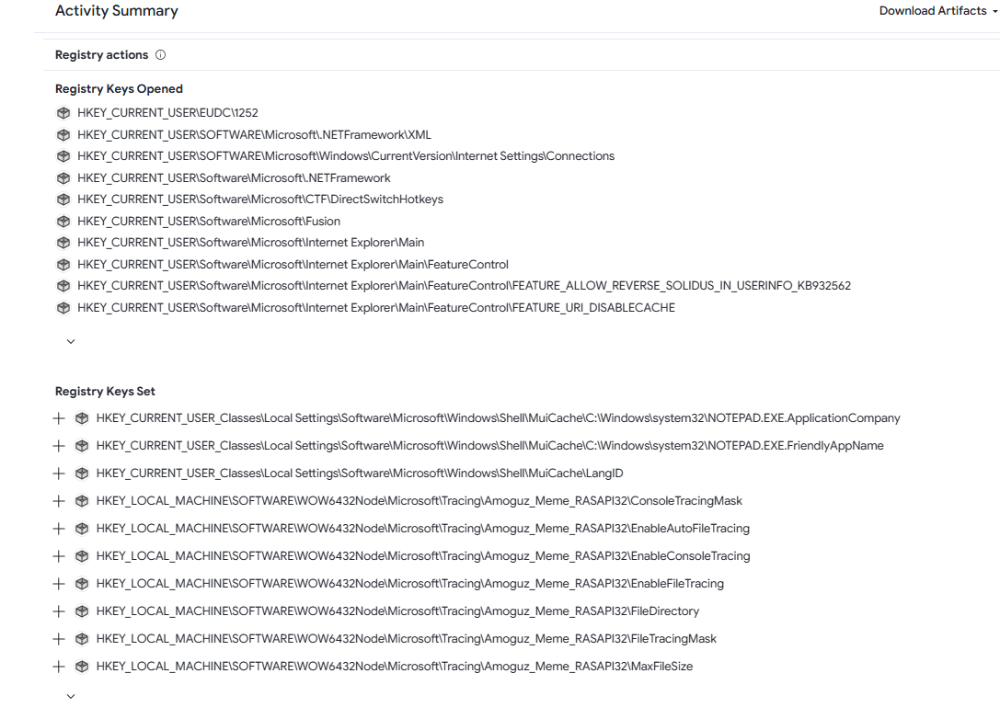 Activity Summary
Download Artifacts
Registry actions
Registry Keys Opened
HKEY_CURRENT_USER\EUDC\1252
HKEY_CURRENT_USER\SOFTWARE\Microsoft\.NETFramework\XML
HKEY_CURRENT_USER\SOFTWARE\Microsoft\Windows\CurrentVersion\Internet Settings\Connections
HKEY_CURRENT_USER\Software\Microsoft\.NETFramework
HKEY_CURRENT_USER\Software\Microsoft\CTF\DirectSwitchHotkeys
HKEY_CURRENT_USER\Software\Microsoft\Fusion
HKEY_CURRENT_USER\Software\Microsoft\Internet Explorer\Main
HKEY_CURRENT_USER\Software\Microsoft\Internet Explorer\Main\FeatureControl
HKEY_CURRENT_USER\Software\Microsoft\Internet Explorer\Main\FeatureControl\FEATURE_ALLOW_REVERSE_SOLIDUS_IN_USERINFO_KB932562
HKEY_CURRENT_USER\Software\Microsoft\Internet Explorer\Main\FeatureControl\FEATURE_URI_DISABLECACHE
Registry Keys Set
HKEY_CURRENT_USER_Classes\Local Settings\Software\Microsoft\Windows\Shell\MuiCache\C:\Windows\system32\NOTEPAD.EXE.ApplicationCompany
HKEY_CURRENT_USER_Classes\Local Settings\Software\Microsoft\Windows\Shell\MuiCache\C:\Windows\system32\NOTEPAD.EXE.FriendlyAppName
HKEY_CURRENT_USER_Classes\Local Settings\Software\Microsoft\Windows\Shell\MuiCache\LangID
HKEY_LOCAL_MACHINE\SOFTWARE\WOW6432Node\Microsoft\Tracing\Amoguz_Meme_RASAPI32\ConsoleTracingMask
HKEY_LOCAL_MACHINE\SOFTWARE\WOW6432Node\Microsoft\Tracing\Amoguz_Meme_RASAPI32\EnableAutoFileTracing
HKEY_LOCAL_MACHINE\SOFTWARE\WOW6432Node\Microsoft\Tracing\Amoguz_Meme_RASAPI32\EnableConsoleTracing
HKEY_LOCAL_MACHINE\SOFTWARE\WOW6432Node\Microsoft\Tracing\Amoguz_Meme_RASAPI32\EnableFileTracing
HKEY_LOCAL_MACHINE\SOFTWARE\WOW6432Node\Microsoft\Tracing\Amoguz_Meme_RASAPI32\FileDirectory
HKEY_LOCAL_MACHINE\SOFTWARE\WOW6432Node\Microsoft\Tracing\Amoguz_Meme_RASAPI32\FileTracingMask
HKEY_LOCAL_MACHINE\SOFTWARE\WOW6432Node\Microsoft\Tracing\Amoguz_Meme_RASAPI32\MaxFileSize